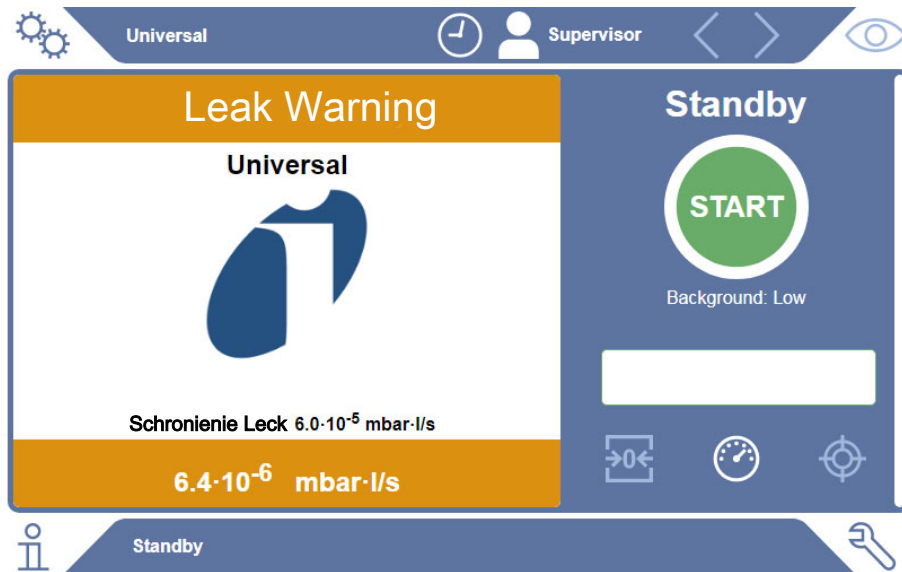 Universal
Supervisor
Leak Warning
Universal
Schronienie Leck 6.0·10⁻⁵ mbar·l/s
6.4·10⁻⁶ mbar·l/s
Standby
START
Background: Low
→0←
Standby